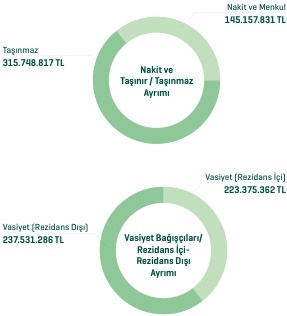 Nakit ve Menkul
145.157.831 TL
Taşınmaz
315.748.817 TL
Nakit ve
Taşınır / Taşınmaz
Ayrımı
Vasiyet (Rezidans İçi)
223.375.362 TL
Vasiyet (Rezidans Dışı)
237.531.286 TL
Vasiyet Bağışçıları/
Rezidans İçi-
Rezidans Dışı
Ayrımı